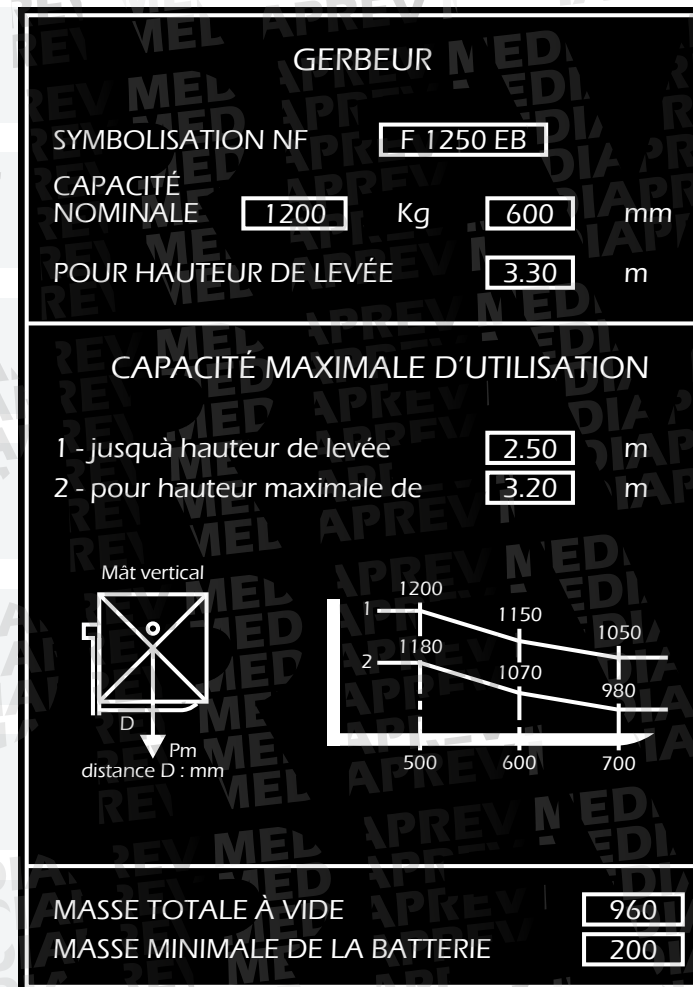 GERBEUR
SYMBOLISATION NF F 1250 EB
CAPACITÉ
NOMINALE 1200 Kg 600 mm
POUR HAUTEUR DE LEVÉE 3.30 m
CAPACITÉ MAXIMALE D'UTILISATION
1 - jusquà hauteur de levée 2.50 m
2 - pour hauteur maximale de 3.20 m
Mât vertical
D
Pm
distance D : mm
1200
1 1150
1050
1180
2 1070
980
500 600 700
MASSE TOTALE À VIDE 960
MASSE MINIMALE DE LA BATTERIE 200